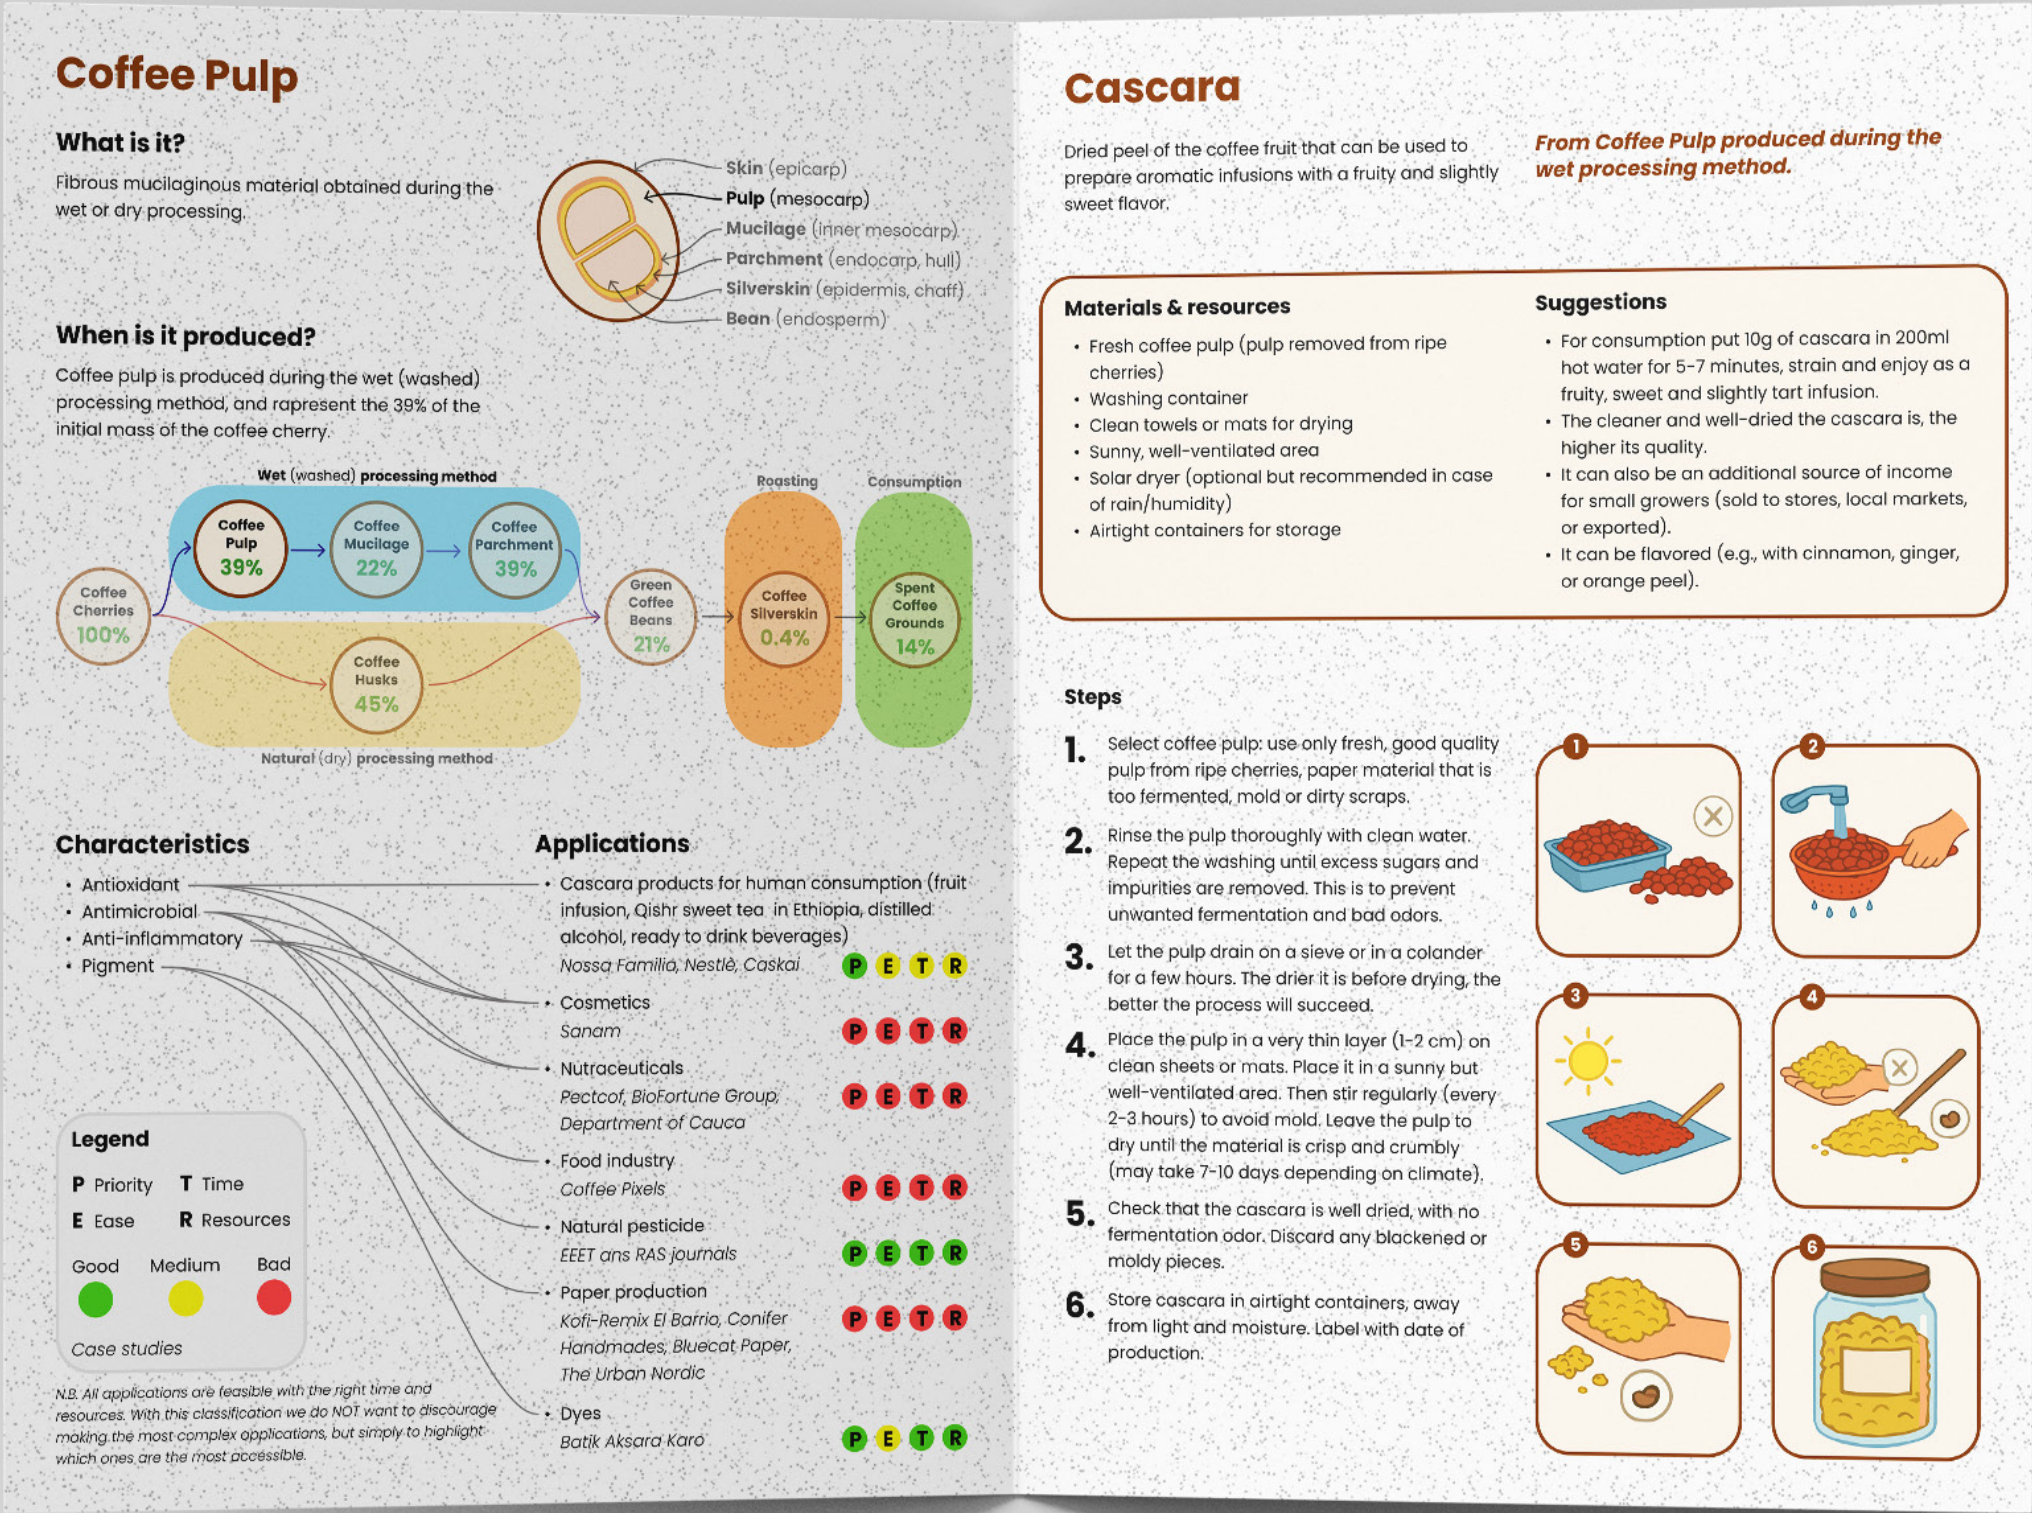 Coffee Pulp
What is it?
Fibrous mucilaginous material obtained during the
wet or dry processing.
Skin (epicarp)
Pulp (mesocarp)
Mucilage (inner mesocarp)
Parchment (endocarp, hull)
Silverskin (epidermis, chaff)
Bean (endosperm)
When is it produced?
Coffee pulp is produced during the wet (washed)
processing method, and rapresent the 39% of the
initial mass of the coffee cherry.
Wet (washed) processing method
Roasting
Consumption
Coffee
Cherries
100%
Coffee
Pulp
39%
Coffee
Mucilage
22%
Coffee
Parchment
39%
Coffee
Husks
45%
Green
Coffee
Beans
21%
Coffee
Silverskin
0.4%
Spent
Coffee
Grounds
14%
Natural (dry) processing method
Characteristics
• Antioxidant
• Antimicrobial
• Anti-inflammatory
• Pigment
Applications
• Cascara products for human consumption (fruit
infusion, Qishr sweet tea in Ethiopia, distilled
alcohol, ready to drink beverages)
Nossa Familia, Nestlè, Caskai P E T R
• Cosmetics
Sanam P E T R
• Nutraceuticals
Pectcof, BioFortune Group, P E T R
Department of Cauca
• Food industry
Coffee Pixels P E T R
• Natural pesticide
EEET ans RAS journals P E T R
• Paper production
Kofi-Remix El Barrio, Conifer P E T R
Handmades, Bluecat Paper,
The Urban Nordic
• Dyes
Batik Aksara Karo P E T R
Legend
P Priority T Time
E Ease R Resources
Good Medium Bad
Case studies
N.B. All applications are feasible with the right time and
resources. With this classification we do NOT want to discourage
making the most complex applications, but simply to highlight
which ones are the most accessible.
Cascara
Dried peel of the coffee fruit that can be used to
prepare aromatic infusions with a fruity and slightly
sweet flavor.
From Coffee Pulp produced during the
wet processing method.
Materials & resources
• Fresh coffee pulp (pulp removed from ripe
cherries)
• Washing container
• Clean towels or mats for drying
• Sunny, well-ventilated area
• Solar dryer (optional but recommended in case
of rain/humidity)
• Airtight containers for storage
Suggestions
• For consumption put 10g of cascara in 200ml
hot water for 5-7 minutes, strain and enjoy as a
fruity, sweet and slightly tart infusion.
• The cleaner and well-dried the cascara is, the
higher its quality.
• It can also be an additional source of income
for small growers (sold to stores, local markets,
or exported).
• It can be flavored (e.g., with cinnamon, ginger,
or orange peel).
Steps
1. Select coffee pulp: use only fresh, good quality
pulp from ripe cherries, paper material that is
too fermented, mold or dirty scraps.
2. Rinse the pulp thoroughly with clean water.
Repeat the washing until excess sugars and
impurities are removed. This is to prevent
unwanted fermentation and bad odors.
3. Let the pulp drain on a sieve or in a colander
for a few hours. The drier it is before drying, the
better the process will succeed.
4. Place the pulp in a very thin layer (1-2 cm) on
clean sheets or mats. Place it in a sunny but
well-ventilated area. Then stir regularly (every
2-3 hours) to avoid mold. Leave the pulp to
dry until the material is crisp and crumbly
(may take 7-10 days depending on climate).
5. Check that the cascara is well dried, with no
fermentation odor. Discard any blackened or
moldy pieces.
6. Store cascara in airtight containers, away
from light and moisture. Label with date of
production.
1
2
3
4
5
6